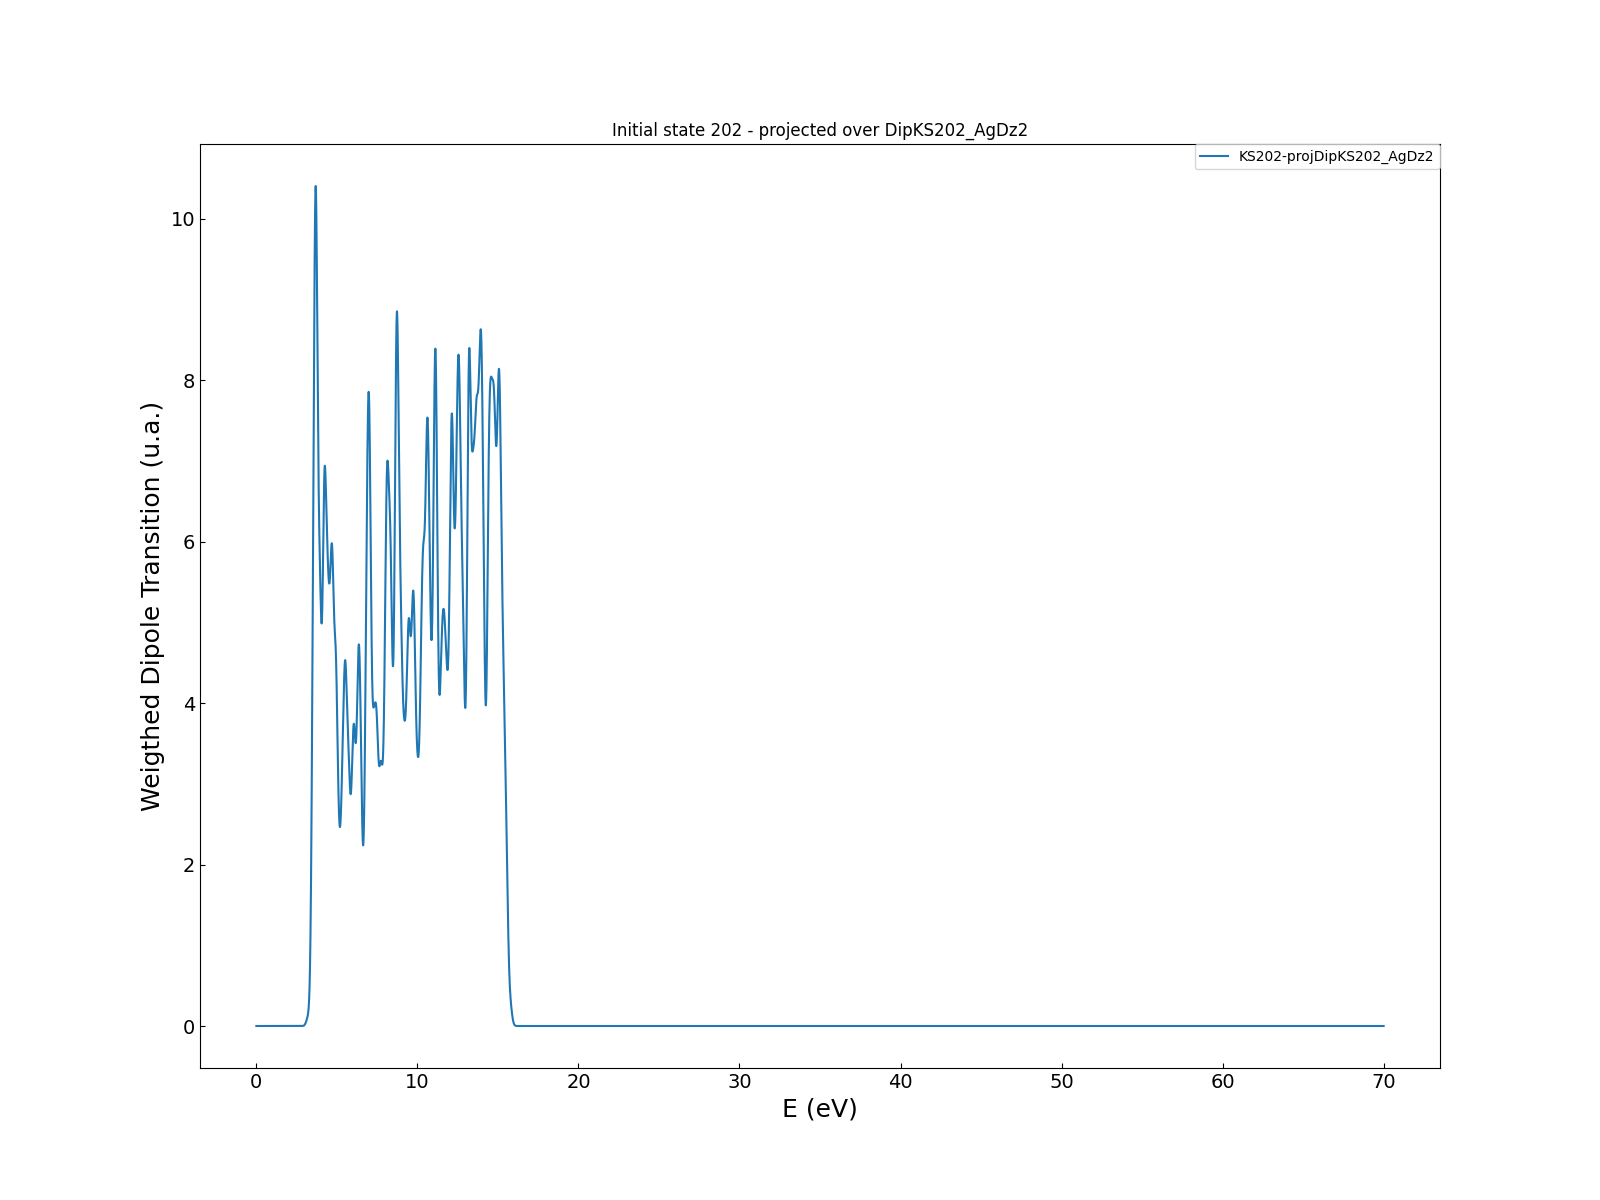 Initial state 202 - projected over DipKS202_AgDz2
KS202-projDipKS202_AgDz2
10
8
6
4
2
0
Weigthed Dipole Transition (u.a.)
0 10 20 30 40 50 60 70
E (eV)